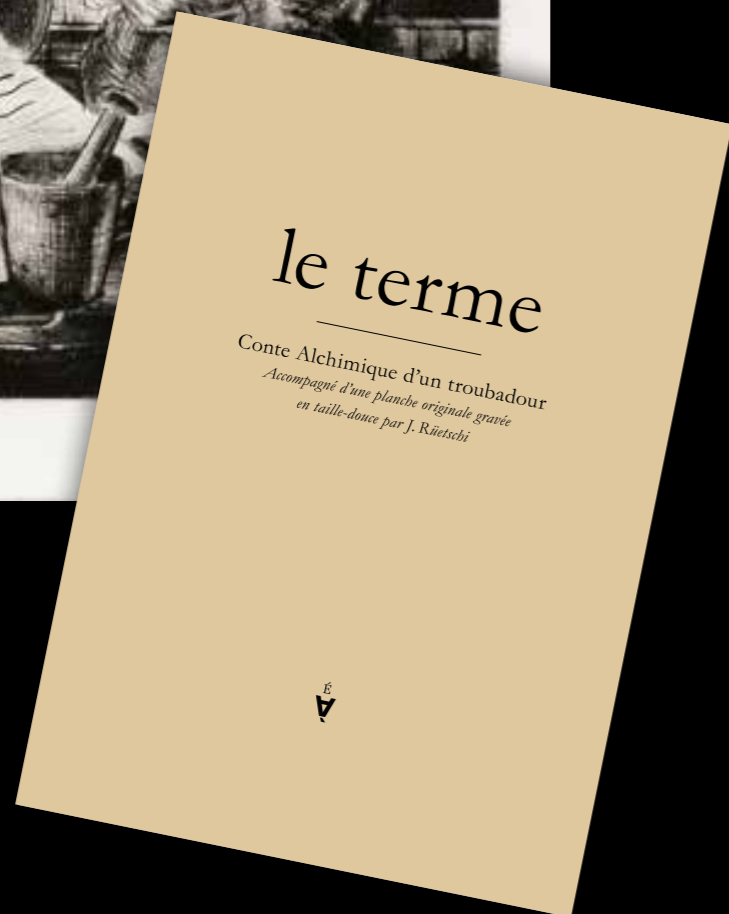 le terme
Conte Alchimique d'un troubadour
Accompagné d'une planche originale gravée
en taille-douce par J. Rüetschi
É
À